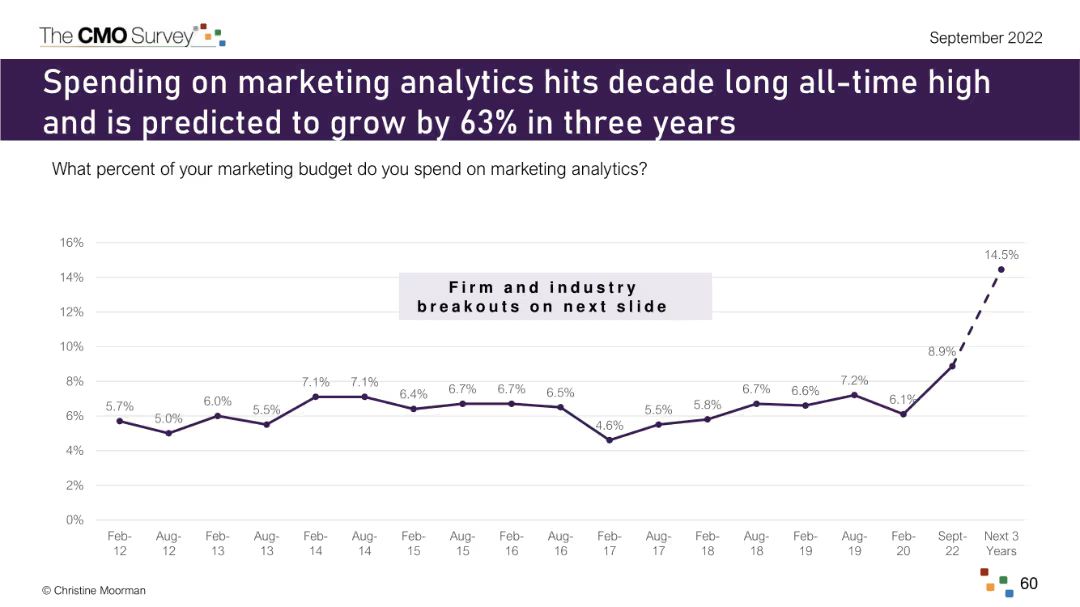 The CMO Survey
September 2022
Spending on marketing analytics hits decade long all-time high
and is predicted to grow by 63% in three years
What percent of your marketing budget do you spend on marketing analytics?
16%
14%
12%
10%
8%
6%
4%
2%
0%
Firm and industry
breakouts on next slide
5.7%
5.0%
6.0%
5.5%
7.1%
7.1%
6.4%
6.7%
6.7%
6.5%
4.6%
5.5%
5.8%
6.7%
6.6%
7.2%
6.1%
8.9%
14.5%
Feb-
12
Aug-
12
Feb-
13
Aug-
13
Feb-
14
Aug-
14
Feb-
15
Aug-
15
Feb-
16
Aug-
16
Feb-
17
Aug-
17
Feb-
18
Aug-
18
Feb-
19
Aug-
19
Feb-
20
Sept-
22
Next 3
Years
© Christine Moorman
60